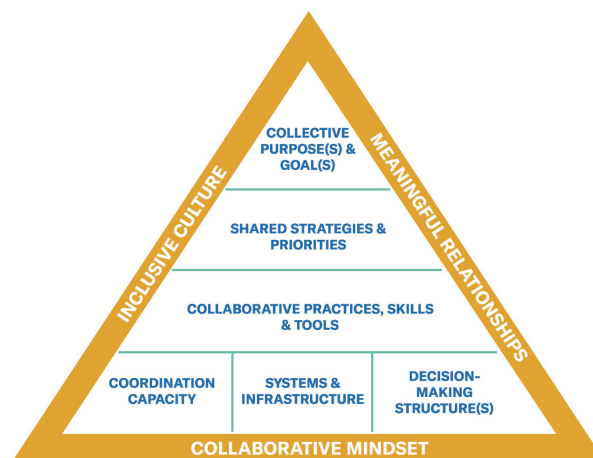 COLLECTIVE
PURPOSE(S) &
GOAL(S)
INCLUSIVE CULTURE
MEANINGFUL RELATIONSHIPS
SHARED STRATEGIES &
PRIORITIES
COLLABORATIVE PRACTICES, SKILLS
& TOOLS
COORDINATION
CAPACITY
SYSTEMS &
INFRASTRUCTURE
DECISION-
MAKING
STRUCTURE(S)
COLLABORATIVE MINDSET